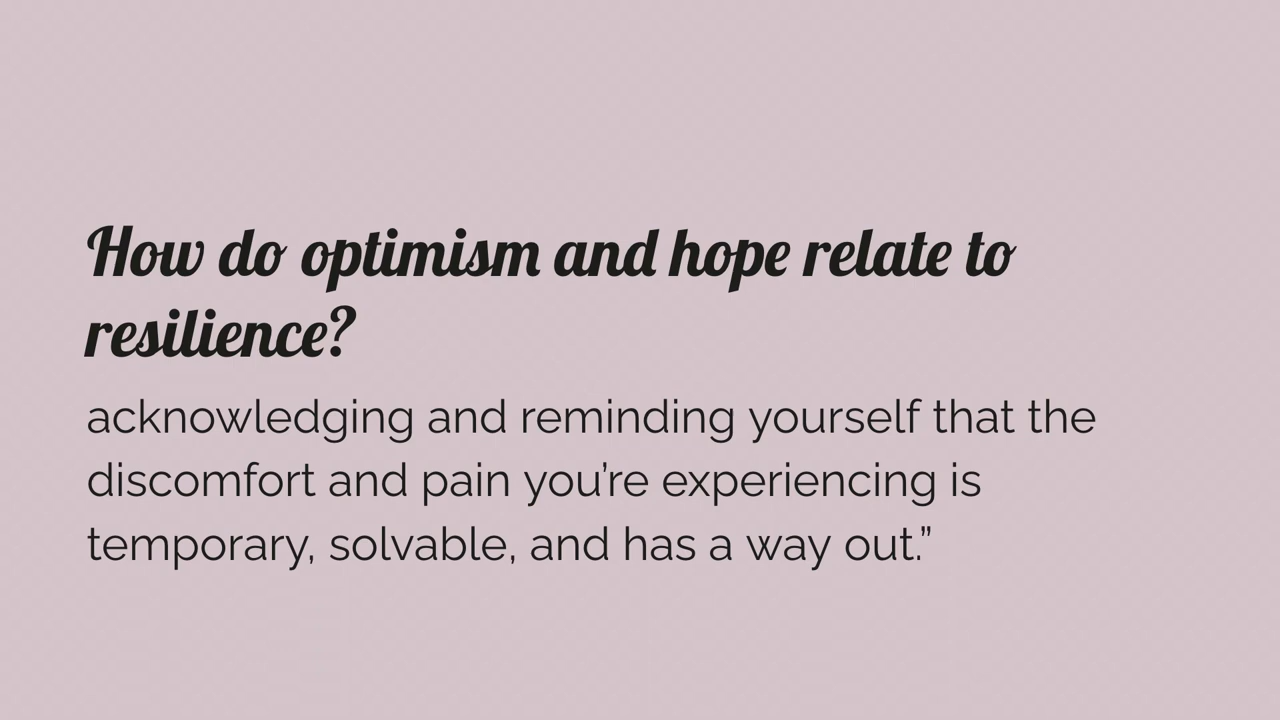 How do optimism and hope relate to
resilience?
acknowledging and reminding yourself that the
discomfort and pain you’re experiencing is
temporary, solvable, and has a way out.”